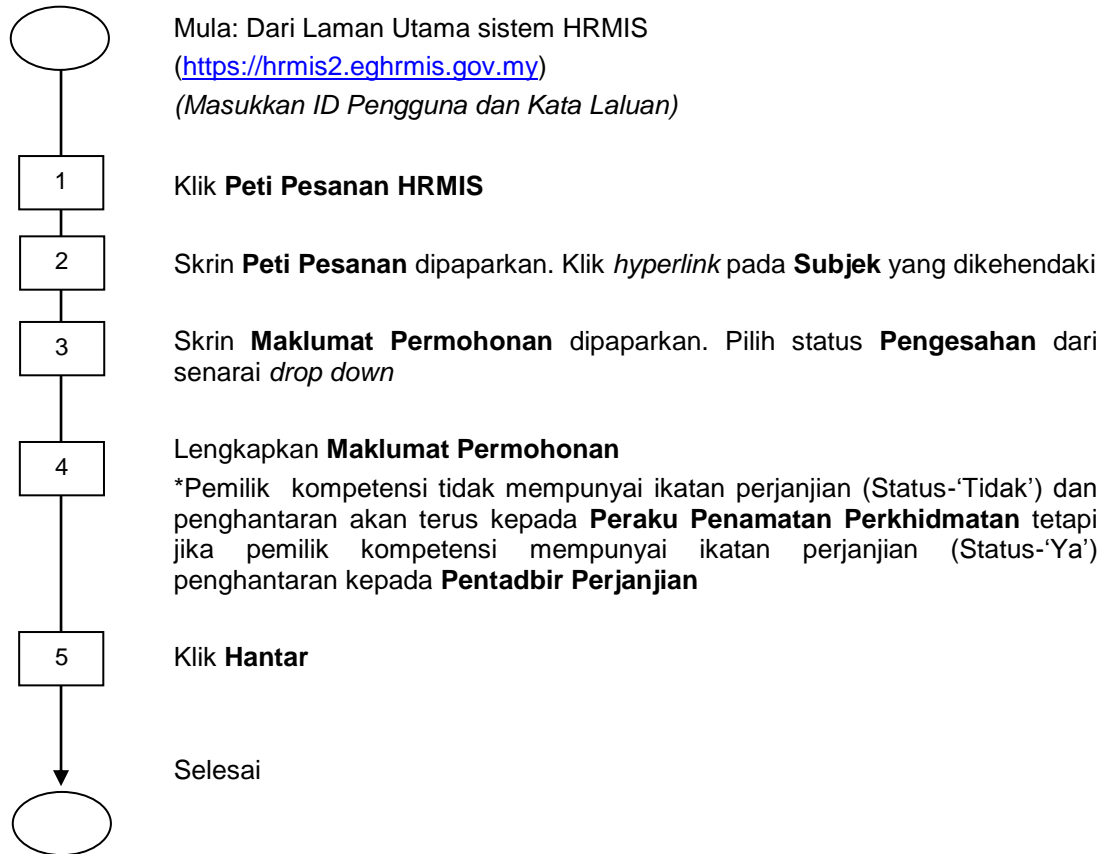 Mula: Dari Laman Utama sistem HRMIS
(https://hrmis2.eghrmis.gov.my)
(Masukkan ID Pengguna dan Kata Laluan)
1
Klik Peti Pesanan HRMIS
2
Skrin Peti Pesanan dipaparkan. Klik hyperlink pada Subjek yang dikehendaki
3
Skrin Maklumat Permohonan dipaparkan. Pilih status Pengesahan dari
senarai drop down
4
Lengkapkan Maklumat Permohonan
*Pemilik kompetensi tidak mempunyai ikatan perjanjian (Status-‘Tidak’) dan
penghantaran akan terus kepada Peraku Penamatan Perkhidmatan tetapi
jika pemilik kompetensi mempunyai ikatan perjanjian (Status-‘Ya’)
penghantaran kepada Pentadbir Perjanjian
5
Klik Hantar
Selesai